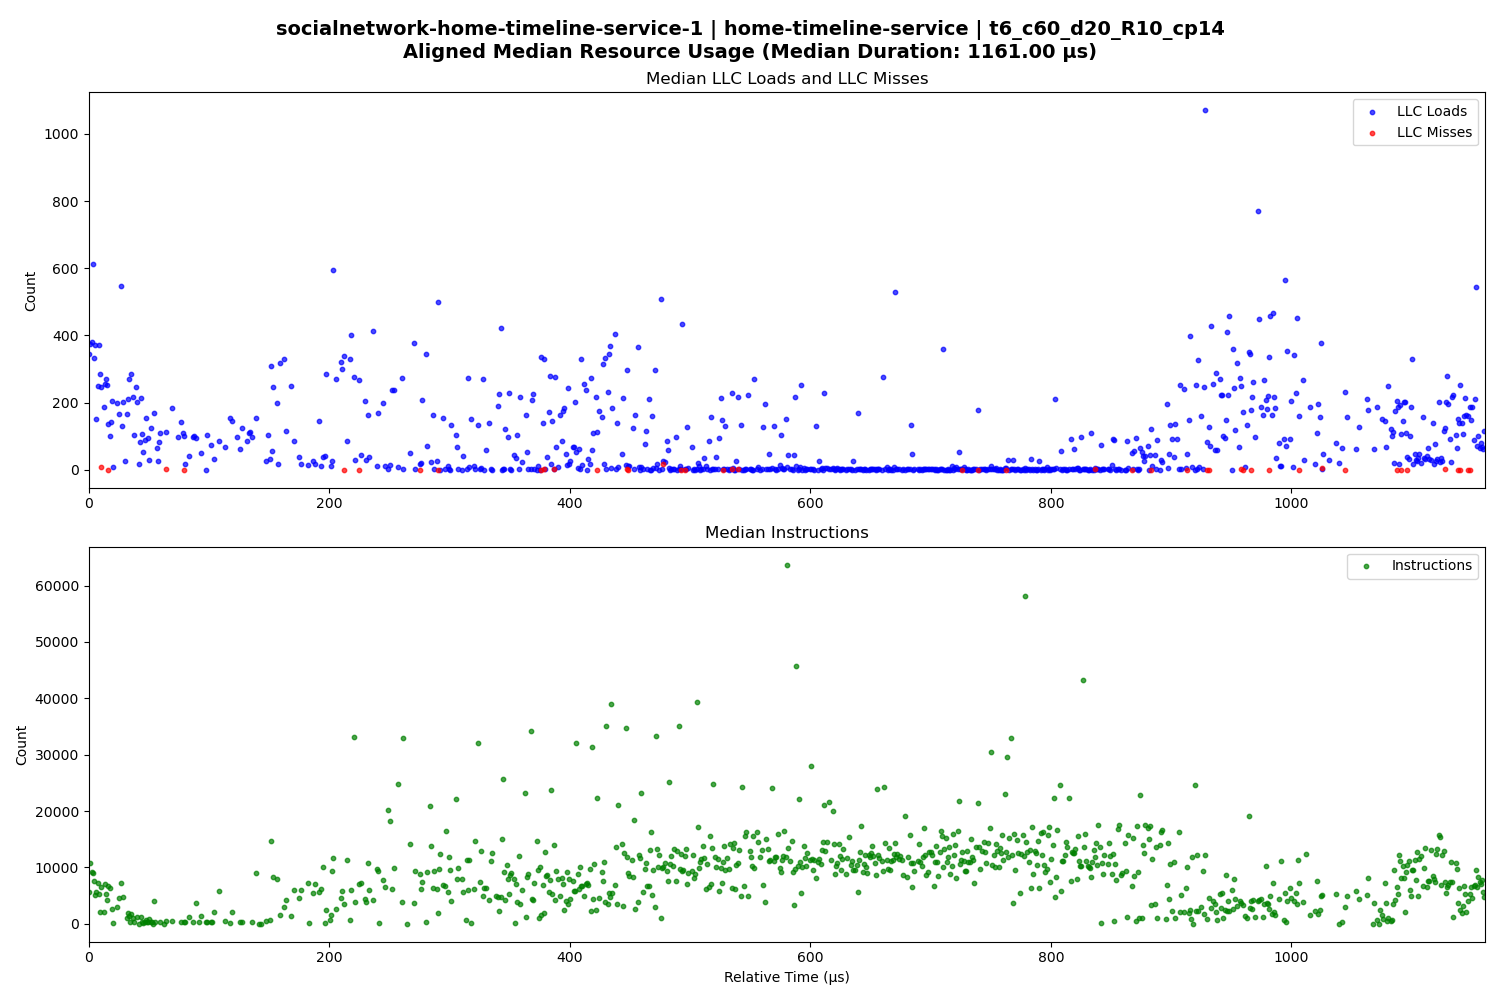 socialnetwork-home-timeline-service-1 | home-timeline-service | t6_c60_d20_R10_cp14
Aligned Median Resource Usage (Median Duration: 1161.00 µs)
Median LLC Loads and LLC Misses
LLC Loads
LLC Misses
Count
1000
800
600
400
200
0
0 200 400 600 800 1000
Median Instructions
Instructions
Count
60000
50000
40000
30000
20000
10000
0
0 200 400 600 800 1000
Relative Time (µs)